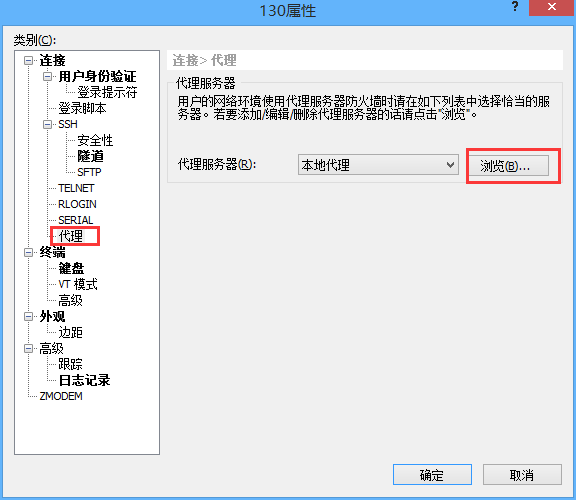 130属性
?
类别(C):
连接
用户身份验证
登录提示符
登录脚本
SSH
安全性
隧道
SFTP
TELNET
RLOGIN
SERIAL
代理
终端
键盘
VT 模式
高级
外观
边距
高级
跟踪
日志记录
ZMODEM
连接> 代理
代理服务器
用户的网络环境使用代理服务器防火墙时请在如下列表中选择恰当的服
务器。若要添加/编辑/删除代理服务器的话请点击"浏览"。
代理服务器(R):
本地代理
浏览(B)...
确定
取消